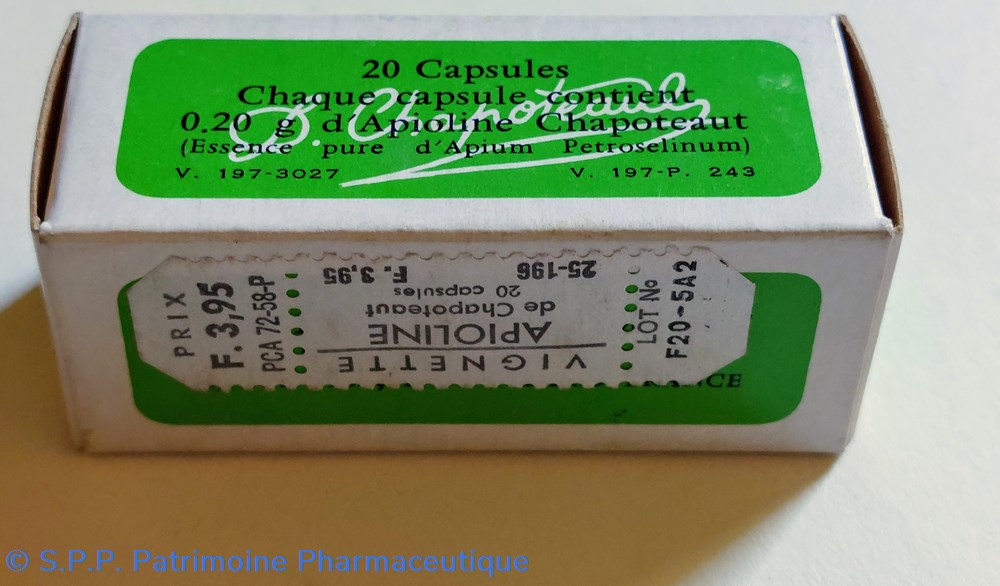 20 Capsules
Chaque capsule contient
0.20 g d'Apioline Chapoteaut
(Essence pure d'Apium Petroselinum)
V. 197-3027 V. 197-P. 243
P. Chapoteaut
PRIX
F. 3,95
PCA 72-58-P
VIGNETTE
APIOLINE
de Chapoteaut
20 capsules
25-196 F. 3,95
LOT No
F20-5A2
© S.P.P. Patrimoine Pharmaceutique